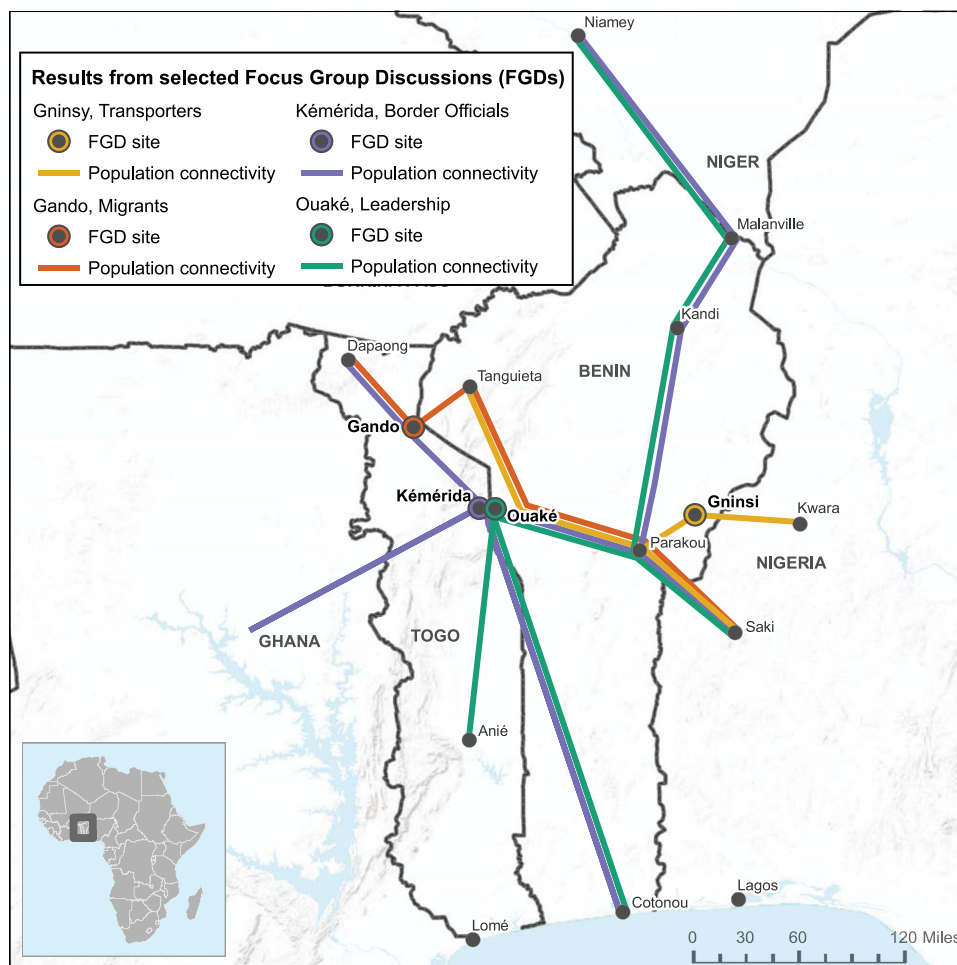 Niamey
Results from selected Focus Group Discussions (FGDs)
Gninsy, Transporters
FGD site
Population connectivity
Gando, Migrants
FGD site
Population connectivity
Kémérida, Border Officials
FGD site
Population connectivity
Ouaké, Leadership
FGD site
Population connectivity
NIGER
Malanville
Kandi
Dapaong
Tanguieta
BENIN
Gando
Kémérida
Ouaké
Gninsi
Kwara
Parakou
NIGERIA
Saki
GHANA
TOGO
Anié
Lagos
Cotonou
Lomé
0 30 60 120 Miles